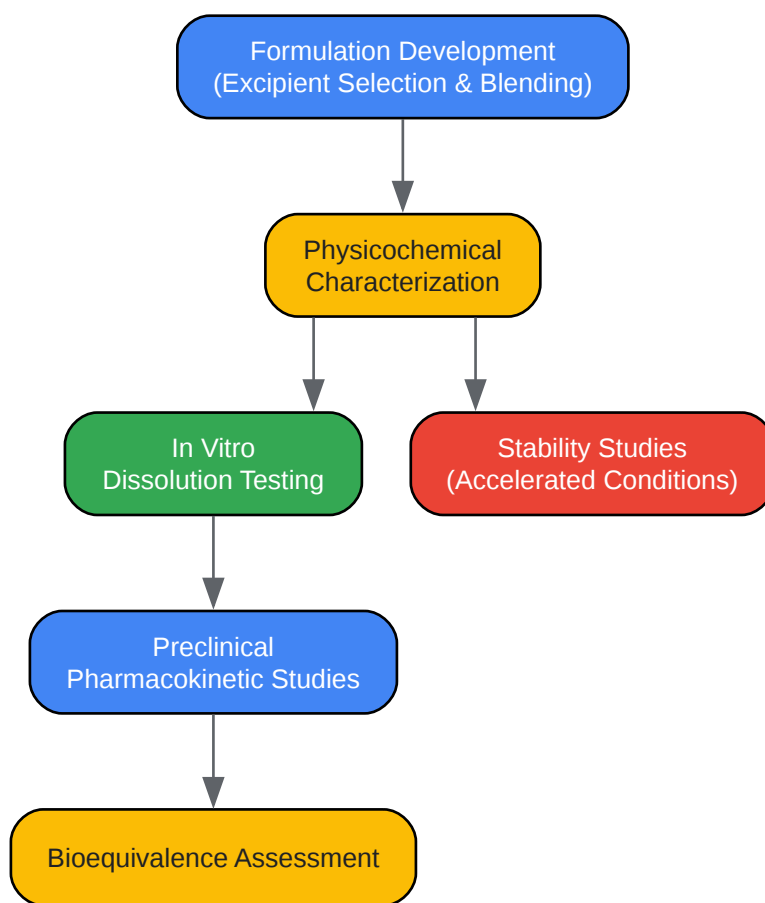 Formulation Development
(Excipient Selection & Blending)
Physicochemical
Characterization
In Vitro
Dissolution Testing
Stability Studies
(Accelerated Conditions)
Preclinical
Pharmacokinetic Studies
Bioequivalence Assessment